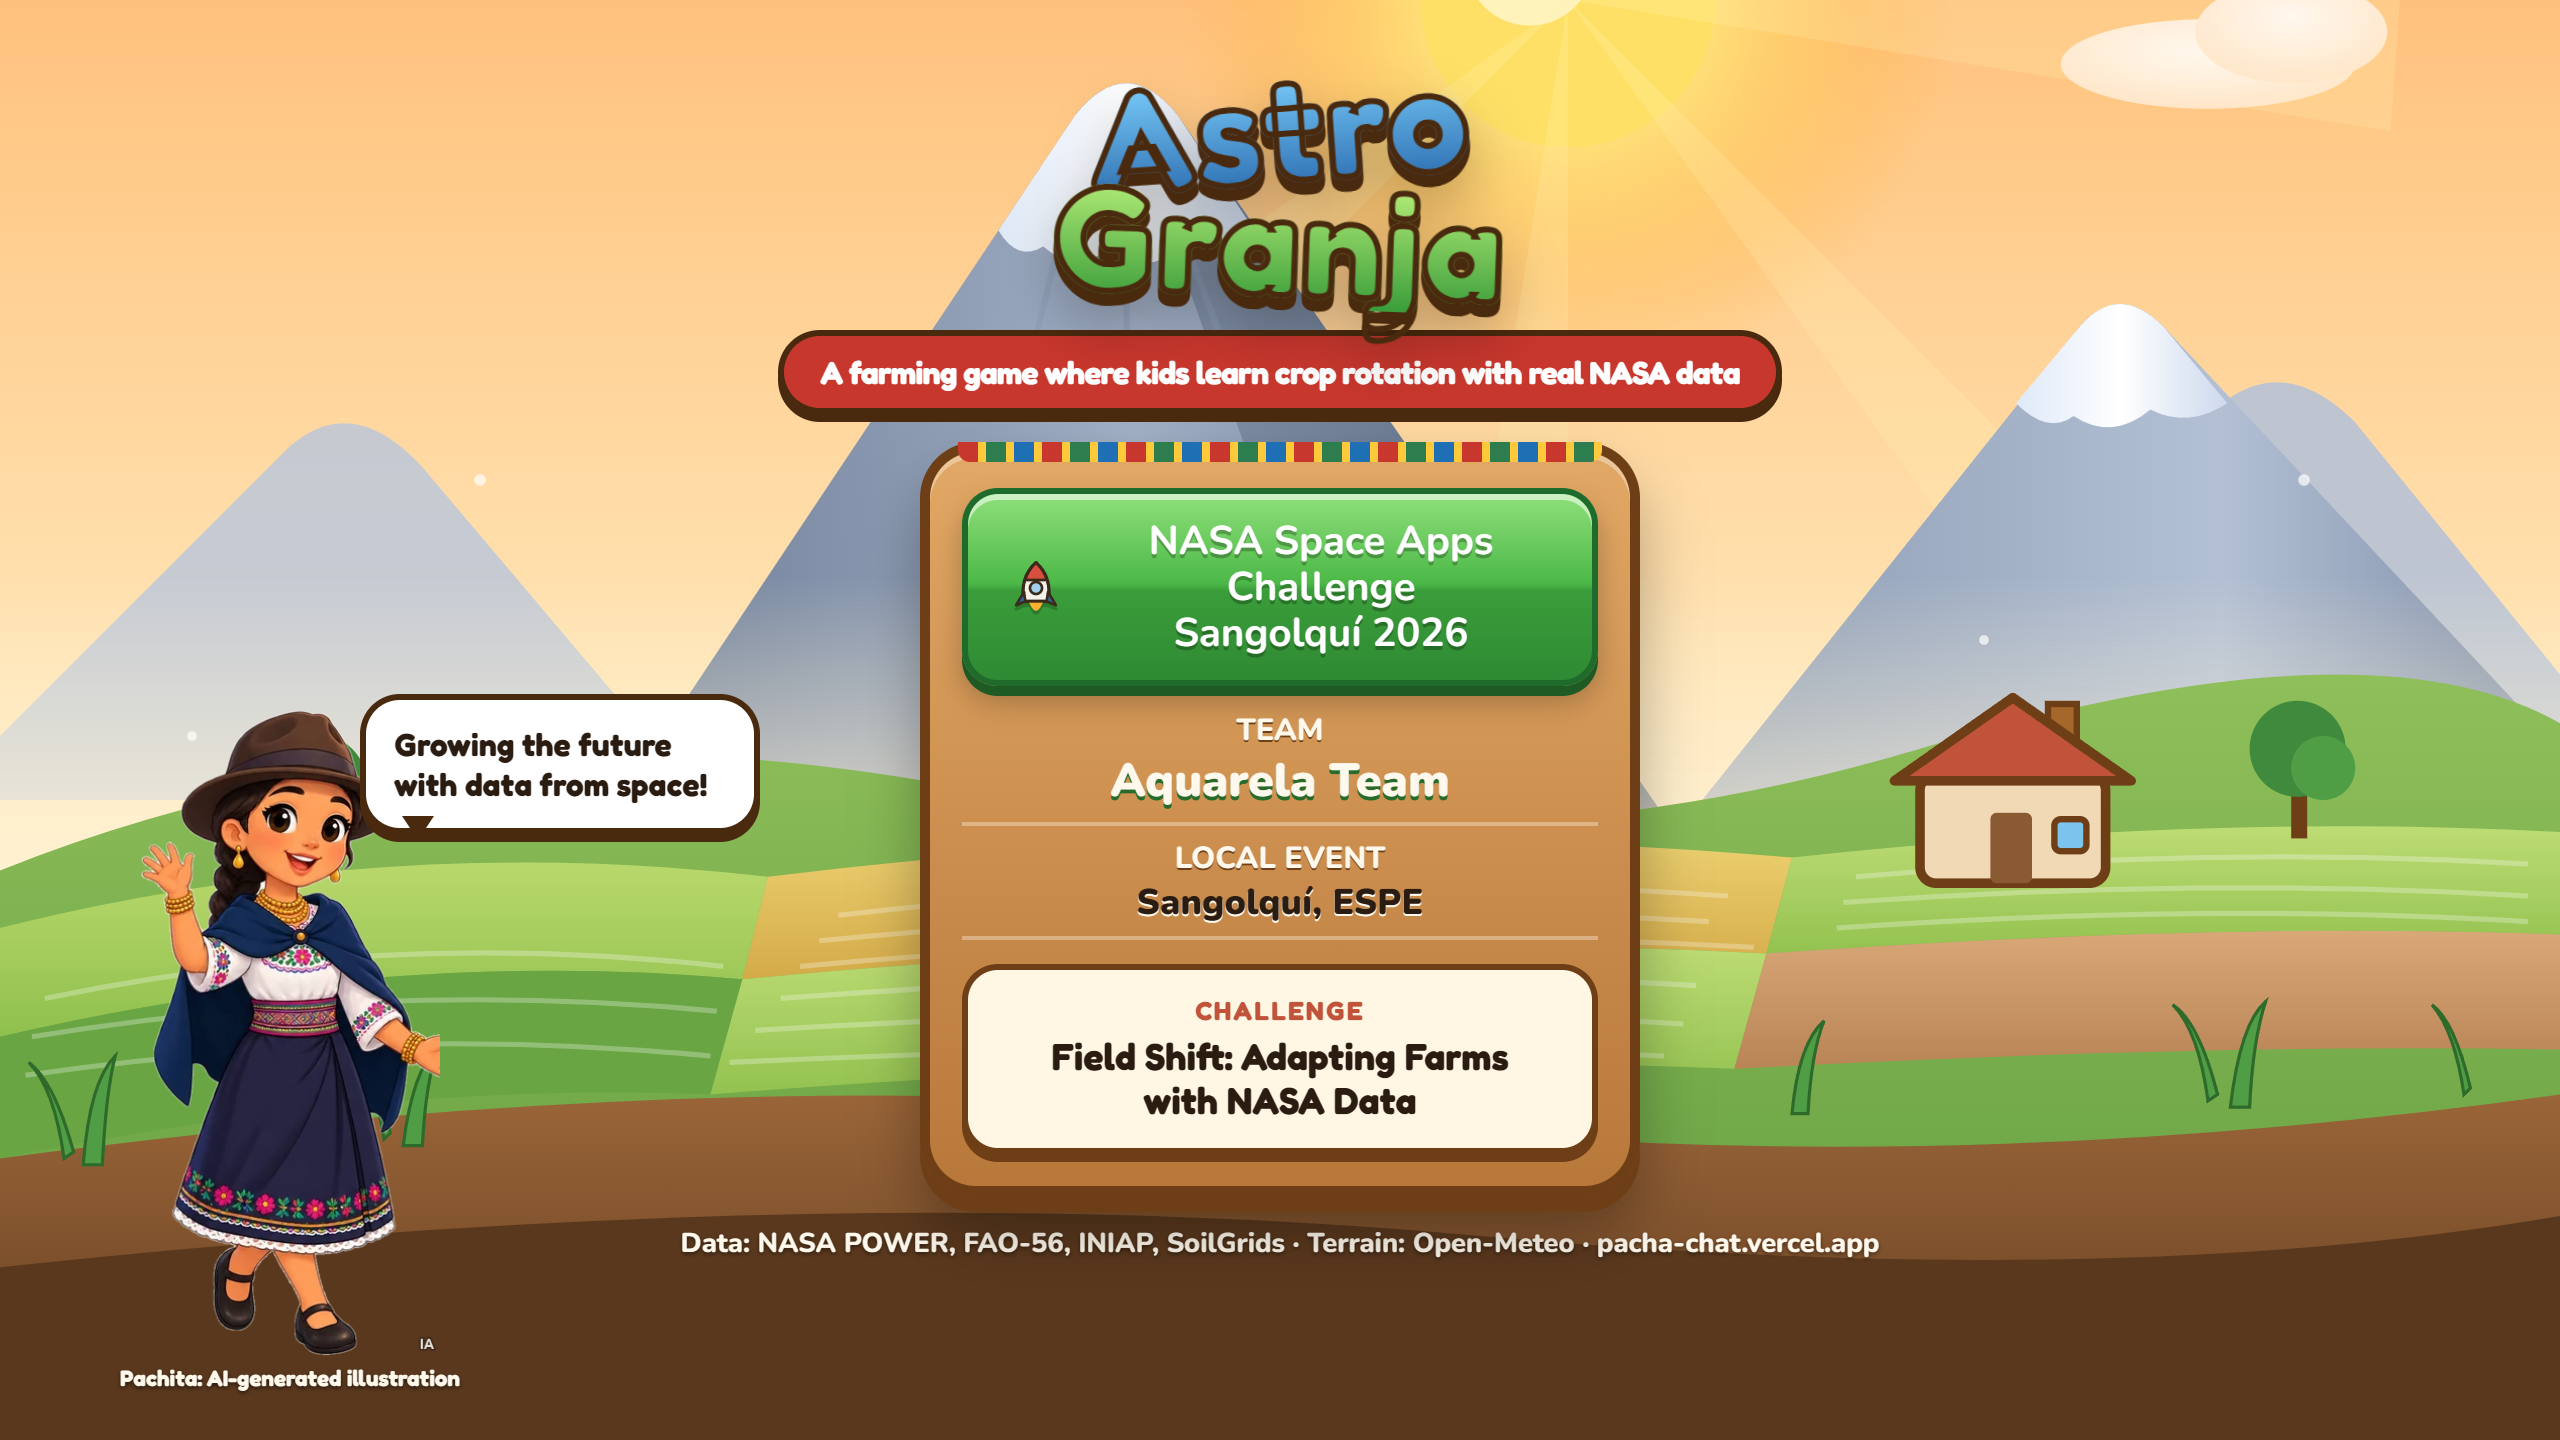 Astro
Granja
A farming game where kids learn crop rotation with real NASA data
NASA Space Apps
Challenge
Sangolquí 2026
TEAM
Aquarela Team
LOCAL EVENT
Sangolquí, ESPE
CHALLENGE
Field Shift: Adapting Farms
with NASA Data
Growing the future
with data from space!
Data: NASA POWER, FAO-56, INIAP, SoilGrids · Terrain: Open-Meteo · pacha-chat.vercel.app
IA
Pachita: AI-generated illustration